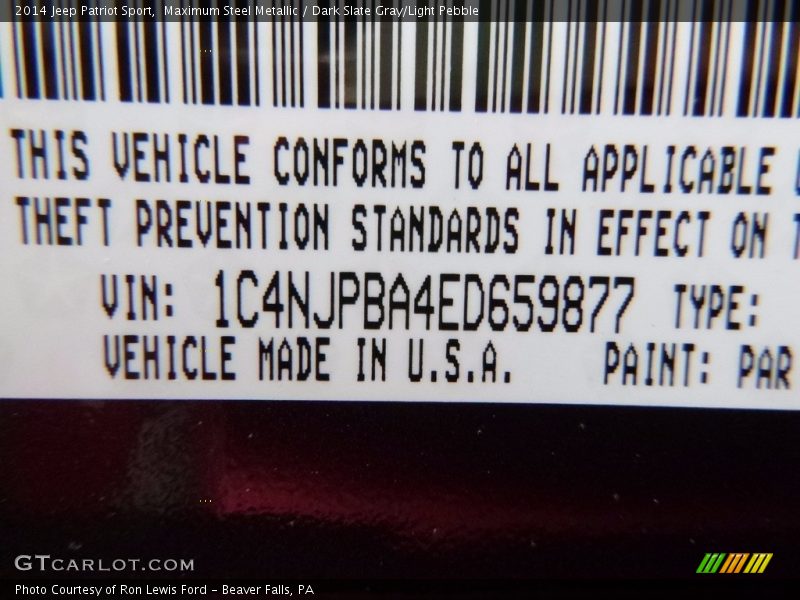 2014 Jeep Patriot Sport, Maximum Steel Metallic / Dark Slate Gray/Light Pebble
THIS VEHICLE CONFORMS TO ALL APPLICABLE
THEFT PREVENTION STANDARDS IN EFFECT ON T
VIN: 1C4NJPBA4ED659877 TYPE:
VEHICLE MADE IN U.S.A. PAINT: PAR
GTCARLOT.COM
Photo Courtesy of Ron Lewis Ford – Beaver Falls, PA